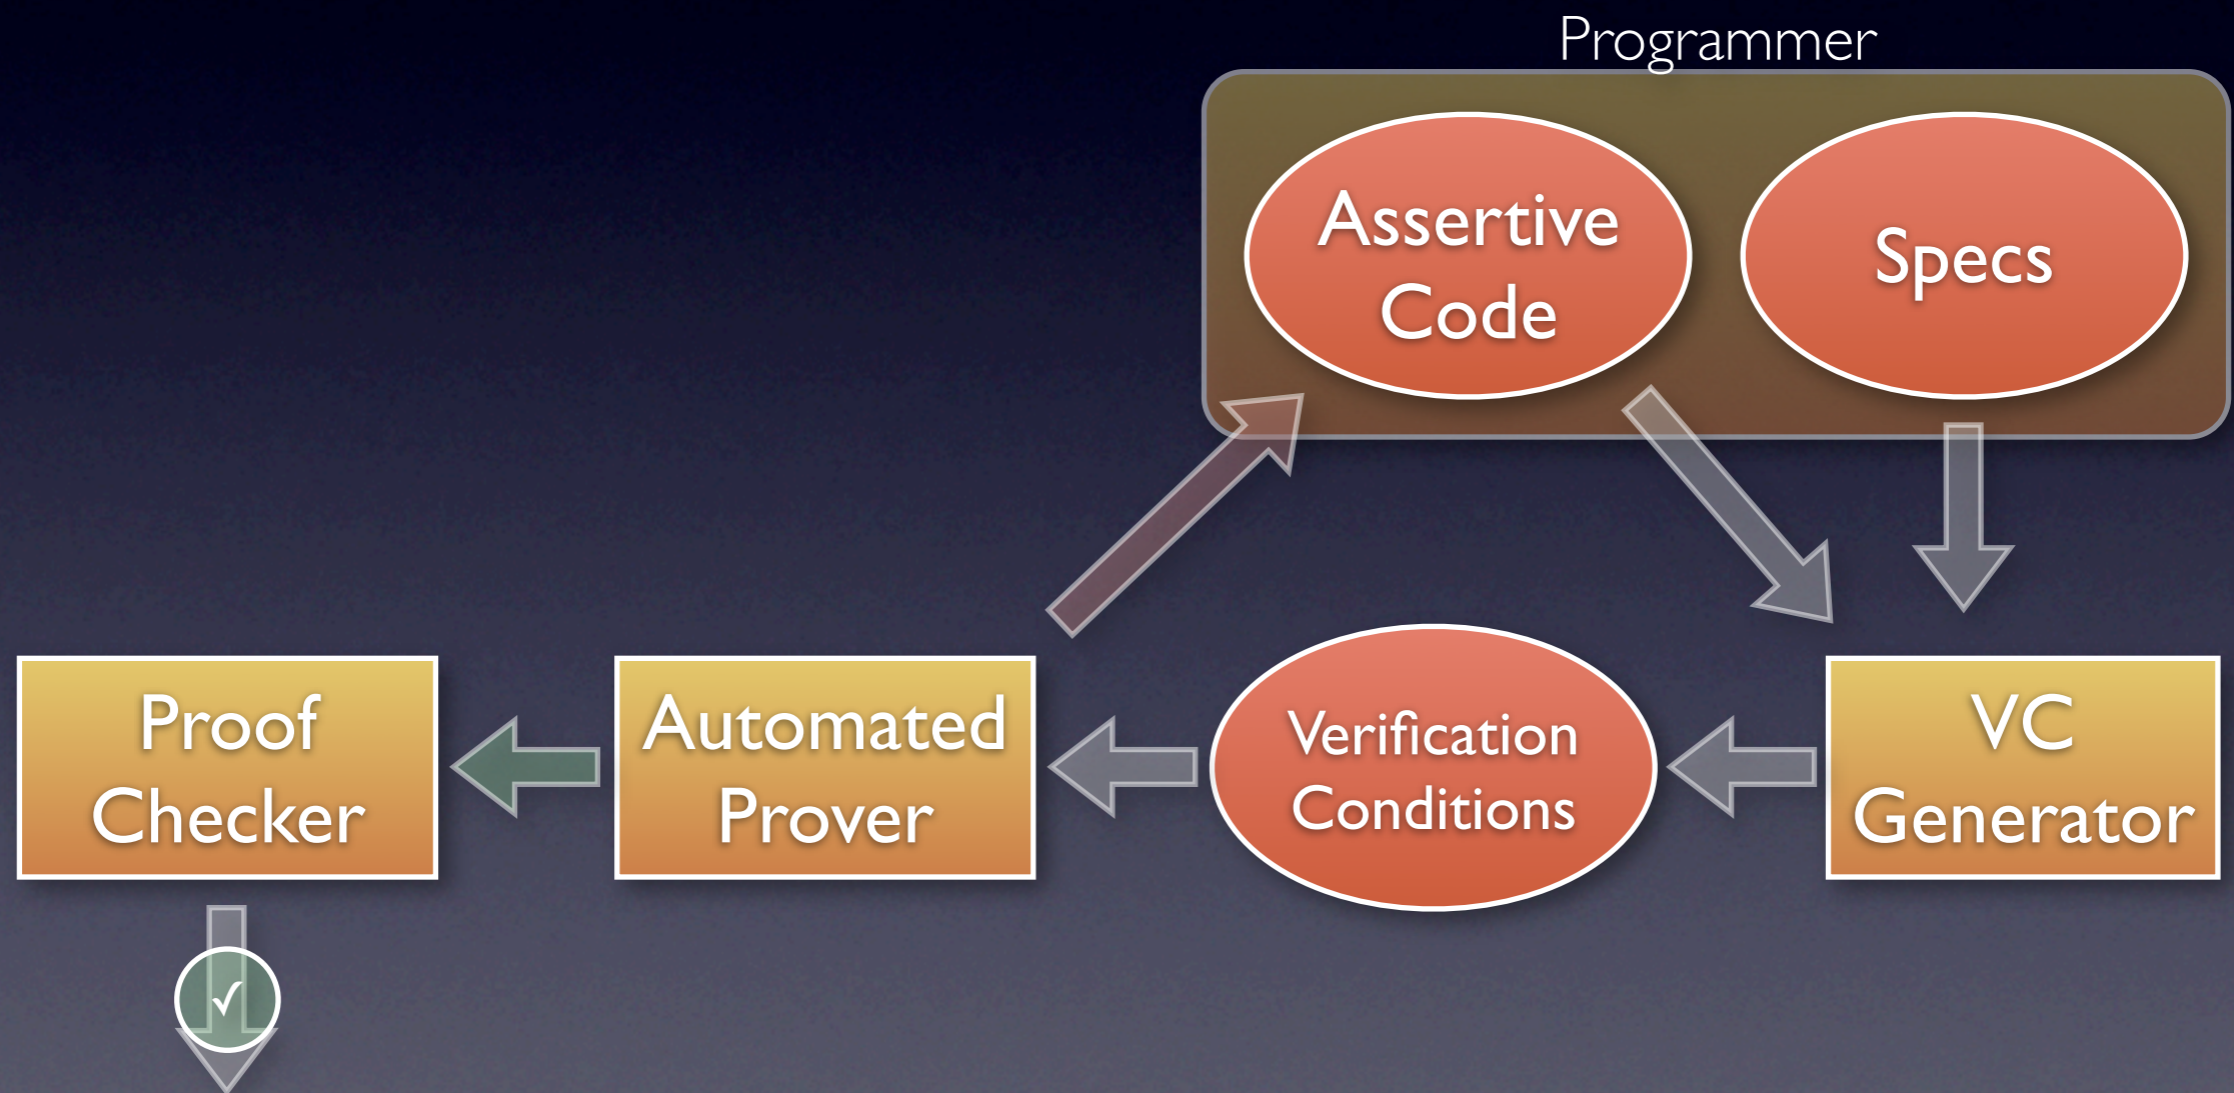 Programmer
Assertive
Code
Specs
Proof
Checker
Automated
Prover
Verification
Conditions
VC
Generator
✓